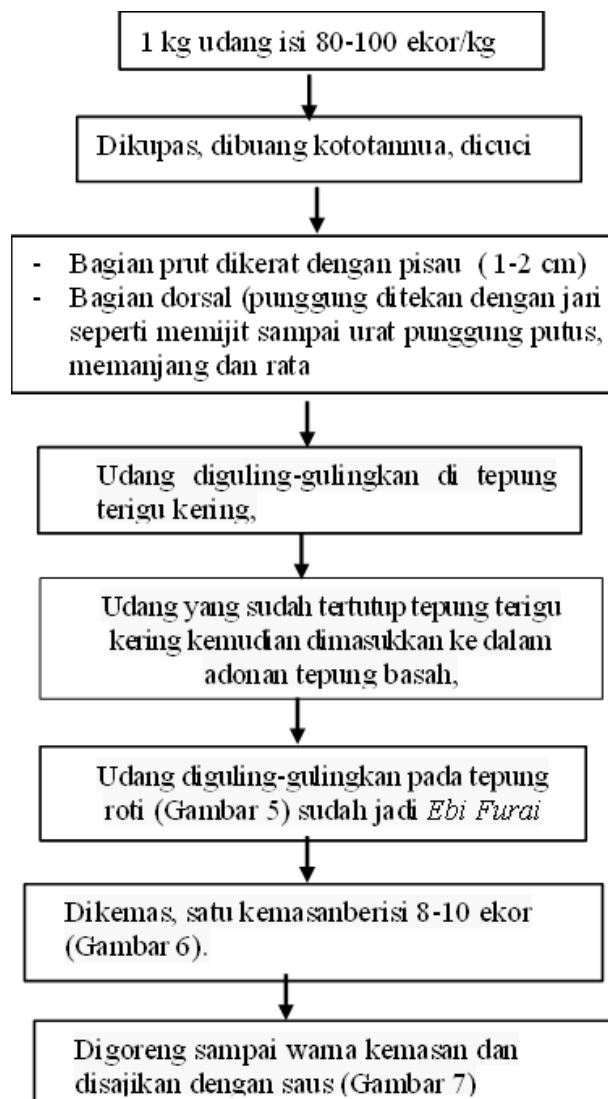 1 kg udang isi 80-100 ekor/kg
Dikupas, dibuang kototannua, dicuci
- Bagian prut dikerat dengan pisau ( 1-2 cm)
- Bagian dorsal (punggung ditekan dengan jari
seperti memijit sampai urat punggung putus,
memanjang dan rata
Udang diguling-gulingkan di tepung
terigu kering,
Udang yang sudah tertutup tepung terigu
kering kemudian dimasukkan ke dalam
adonan tepung basah,
Udang diguling-gulingkan pada tepung
roti (Gambar 5) sudah jadi Ebi Furai
Dikemas, satu kemasanberisi 8-10 ekor
(Gambar 6).
Digoreng sampai warna kemasan dan
disajikan dengan saus (Gambar 7)